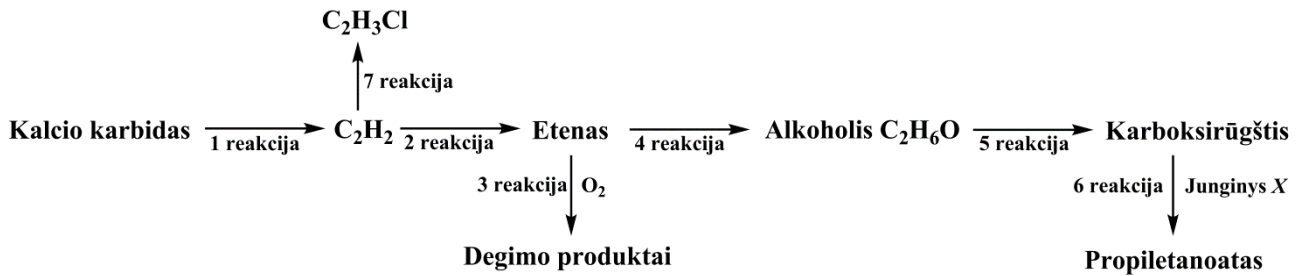 C₂H₃Cl
7 reakcija
Kalcio karbidas 1 reakcija C₂H₂ 2 reakcija Etenas 4 reakcija Alkoholis C₂H₆O 5 reakcija Karboksirūgštis
3 reakcija O₂ 6 reakcija Junginys X
Degimo produktai Propiletanoatas